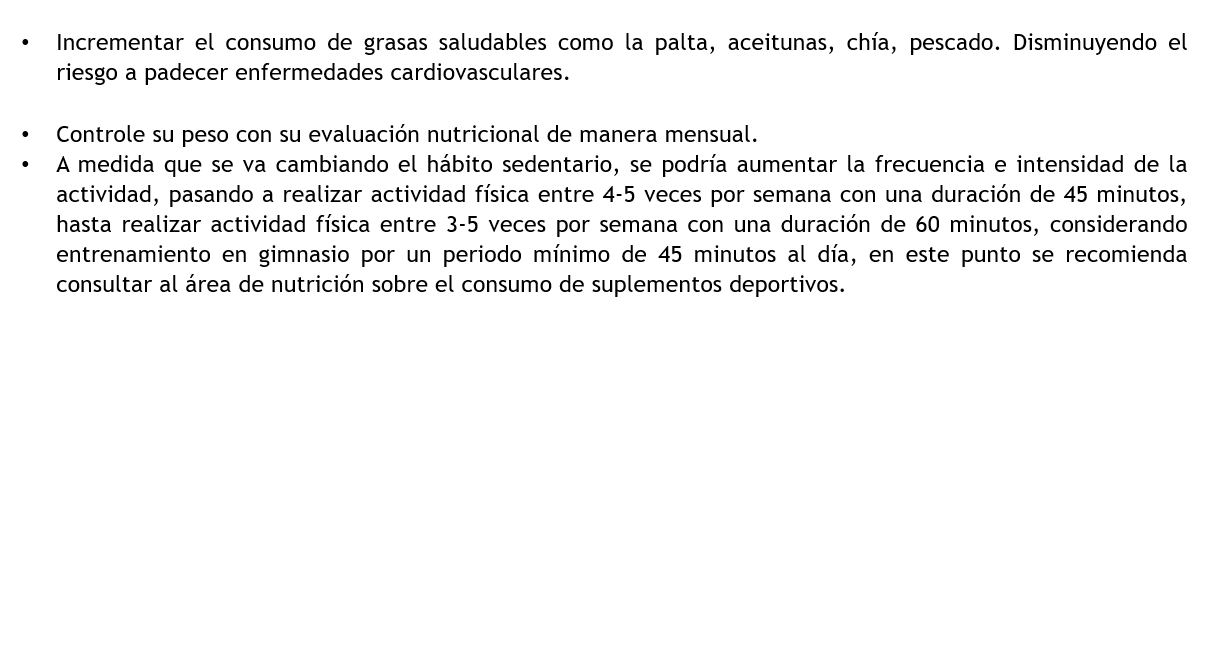 • Incrementar el consumo de grasas saludables como la palta, aceitunas, chía, pescado. Disminuyendo el
riesgo a padecer enfermedades cardiovasculares.
• Controle su peso con su evaluación nutricional de manera mensual.
• A medida que se va cambiando el hábito sedentario, se podría aumentar la frecuencia e intensidad de la
actividad, pasando a realizar actividad física entre 4-5 veces por semana con una duración de 45 minutos,
hasta realizar actividad física entre 3-5 veces por semana con una duración de 60 minutos, considerando
entrenamiento en gimnasio por un periodo mínimo de 45 minutos al día, en este punto se recomienda
consultar al área de nutrición sobre el consumo de suplementos deportivos.